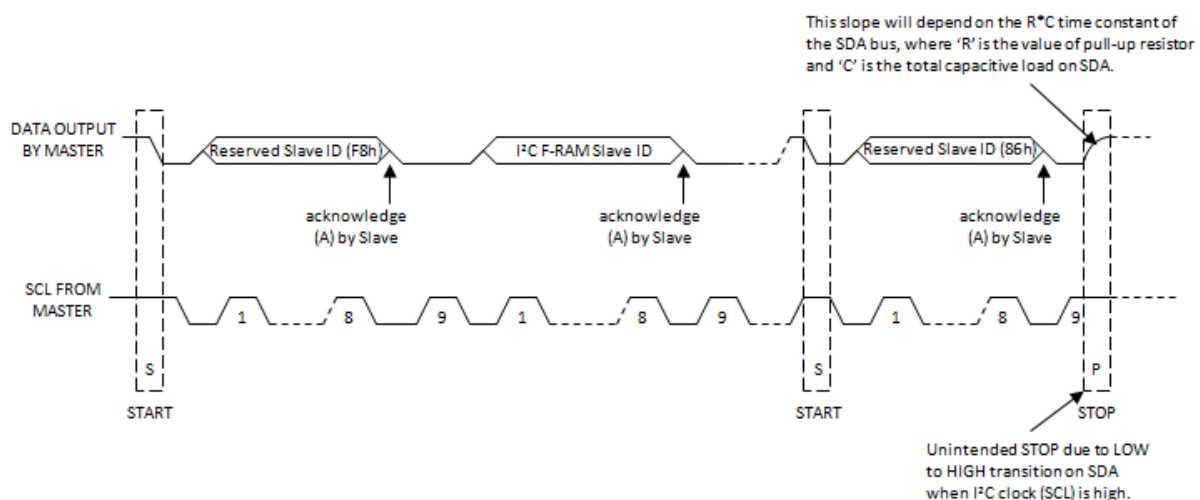 This slope will depend on the R*C time constant of
the SDA bus, where 'R' is the value of pull-up resistor
and 'C' is the total capacitive load on SDA.
DATA OUTPUT
BY MASTER
Reserved Slave ID (F8h)
I²C F-RAM Slave ID
Reserved Slave ID (86h)
acknowledge
(A) by Slave
acknowledge
(A) by Slave
acknowledge
(A) by Slave
SCL FROM
MASTER
1
8
9
1
8
9
1
8
9
S
S
P
START
START
STOP
Unintended STOP due to LOW
to HIGH transition on SDA
when I²C clock (SCL) is high.